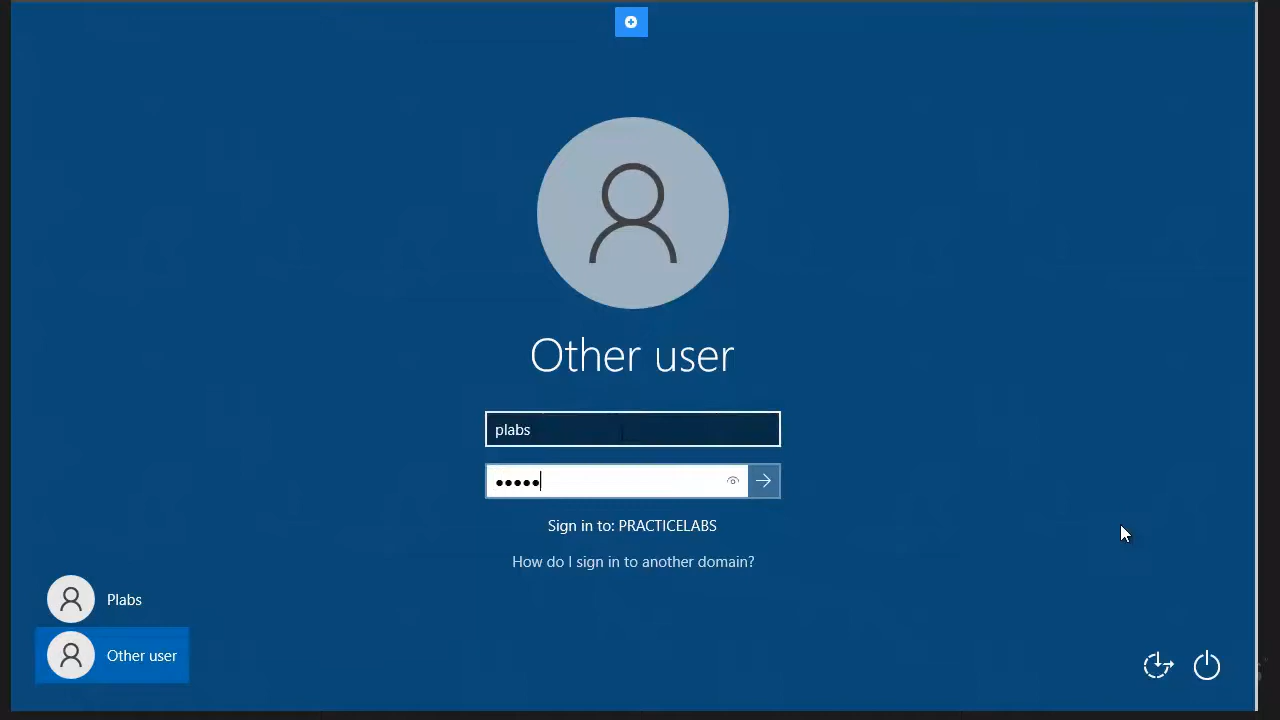 Other user
plabs
•••••
Sign in to: PRACTICELABS
How do I sign in to another domain?
Plabs
Other user